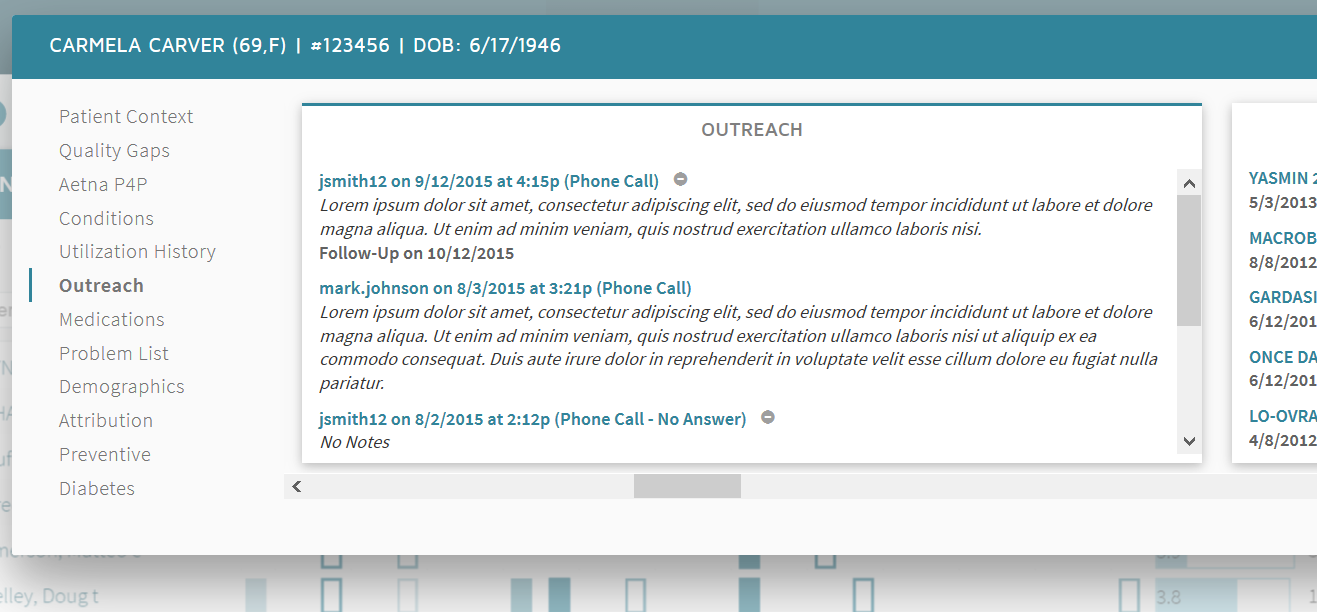 CARMELA CARVER (69,F) | #123456 | DOB: 6/17/1946
Patient Context
Quality Gaps
Aetna P4P
Conditions
Utilization History
Outreach
Medications
Problem List
Demographics
Attribution
Preventive
Diabetes
OUTREACH
jsmith12 on 9/12/2015 at 4:15p (Phone Call)
Lorem ipsum dolor sit amet, consectetur adipiscing elit, sed do eiusmod tempor incididunt ut labore et dolore
magna aliqua. Ut enim ad minim veniam, quis nostrud exercitation ullamco laboris nisi.
Follow-Up on 10/12/2015
mark.johnson on 8/3/2015 at 3:21p (Phone Call)
Lorem ipsum dolor sit amet, consectetur adipiscing elit, sed do eiusmod tempor incididunt ut labore et dolore
magna aliqua. Ut enim ad minim veniam, quis nostrud exercitation ullamco laboris nisi ut aliquip ex ea
commodo consequat. Duis aute irure dolor in reprehenderit in voluptate velit esse cillum dolore eu fugiat nulla
pariatur.
jsmith12 on 8/2/2015 at 2:12p (Phone Call - No Answer)
No Notes
YASMIN 2
5/3/2013
MACROB
8/8/2012
GARDASI
6/12/201
ONCE DA
6/12/201
LO-OVRA
4/8/2012
elley, Doug t
3.8